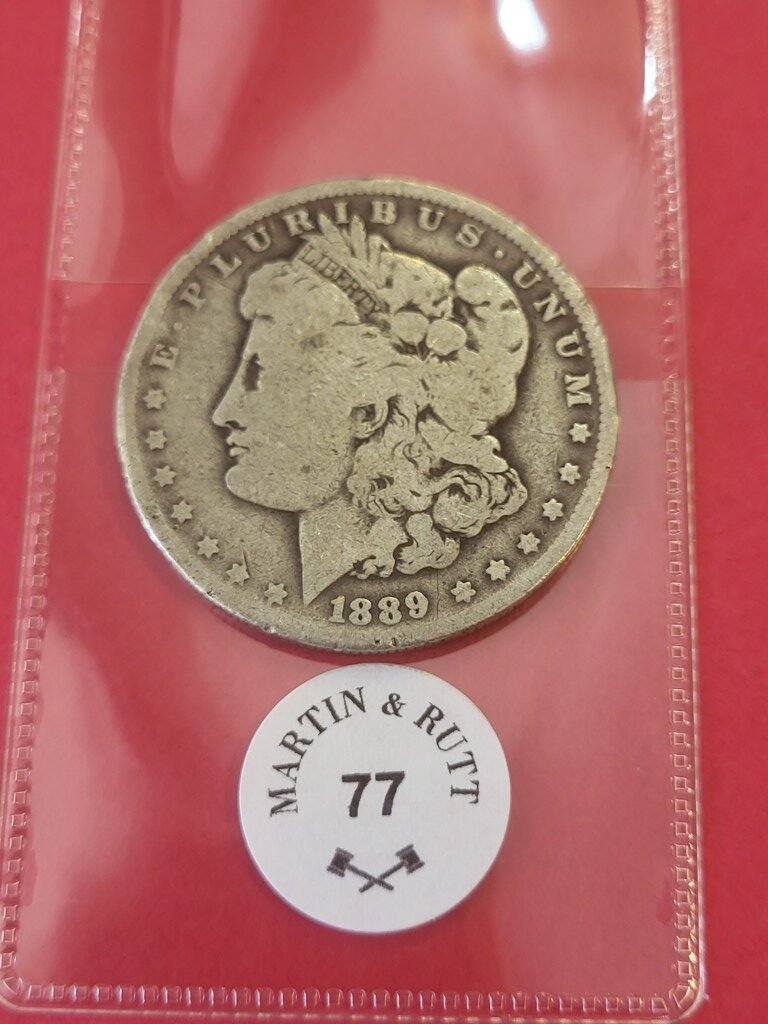 E · PLURIBUS · UNUM
LIBERTY
1889
MARTIN & RUTT
77